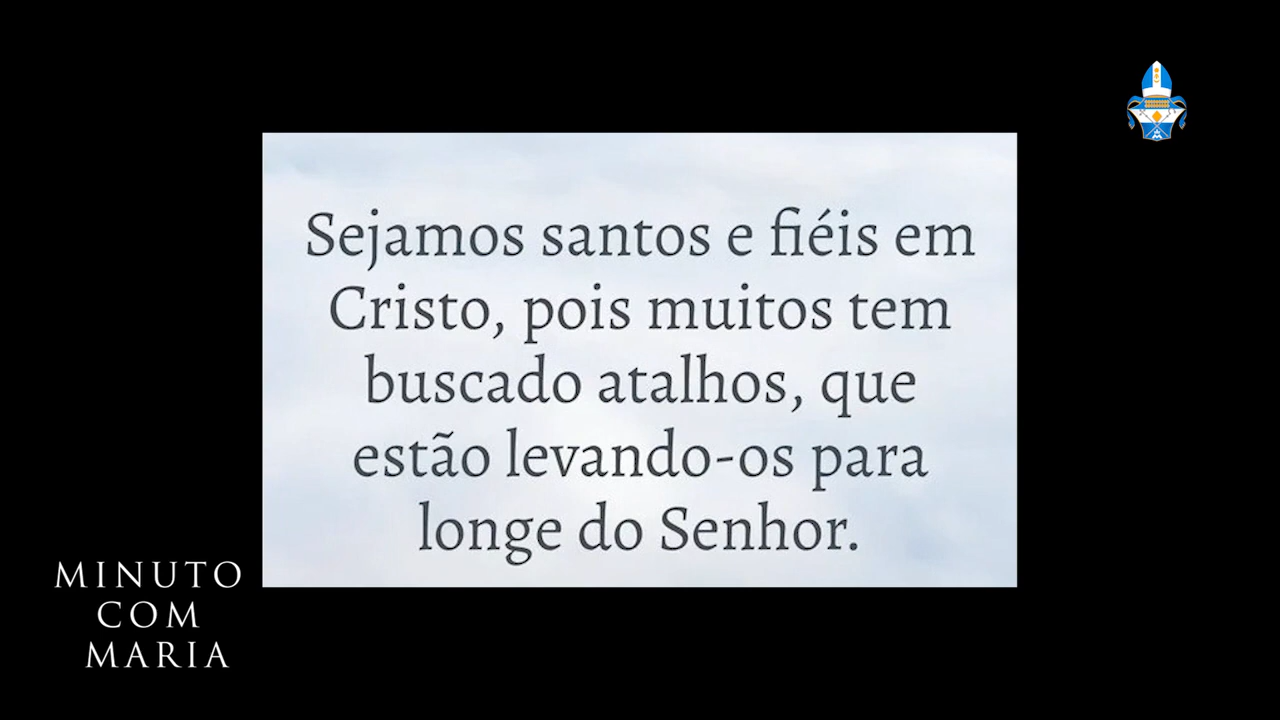 Sejamos santos e fiéis em
Cristo, pois muitos tem
buscado atalhos, que
estão levando-os para
longe do Senhor.
MINUTO
COM
MARIA